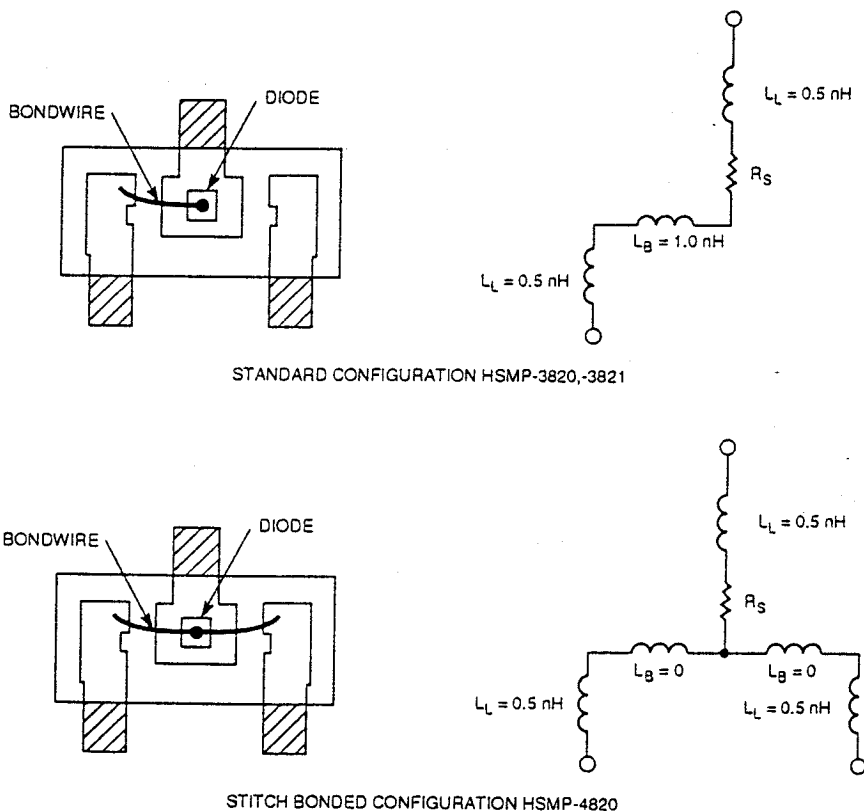 BONDWIRE
DIODE
L_L = 0.5 nH
R_S
L_B = 1.0 nH
L_L = 0.5 nH
STANDARD CONFIGURATION HSMP-3820,-3821
BONDWIRE
DIODE
L_L = 0.5 nH
R_S
L_B = 0
L_B = 0
L_L = 0.5 nH
L_L = 0.5 nH
STITCH BONDED CONFIGURATION HSMP-4820